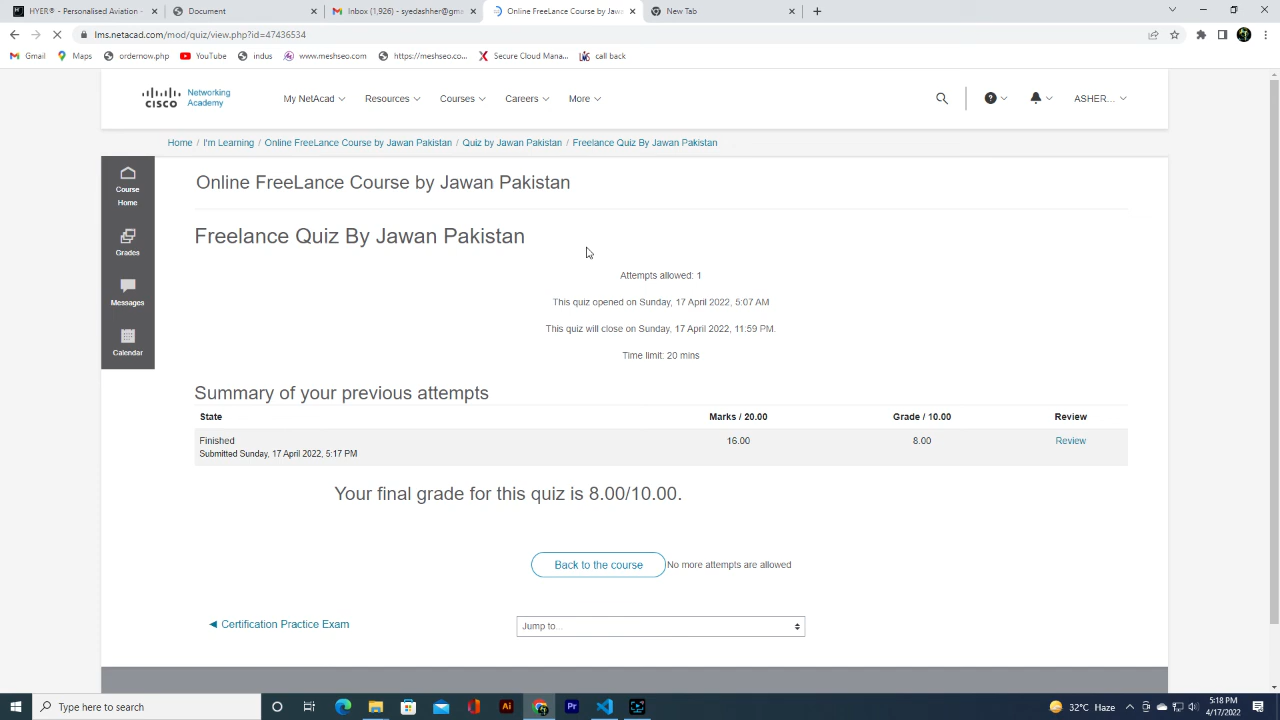 HYER® - Personalised Aviation -
Document
Inbox (1,926) - syedashher@gma
Online FreeLance Course by Jawa
New Tab
lms.netacad.com/mod/quiz/view.php?id=47436534
Gmail
Maps
ordernow.php
YouTube
indus
www.meshseo.com
https://meshseo.co...
Secure Cloud Mana...
call back
CISCO
Networking
Academy
My NetAcad
Resources
Courses
Careers
More
ASHER...
Home / I'm Learning / Online FreeLance Course by Jawan Pakistan / Quiz by Jawan Pakistan / Freelance Quiz By Jawan Pakistan
Course
Home
Grades
Messages
Calendar
Online FreeLance Course by Jawan Pakistan
Freelance Quiz By Jawan Pakistan
Attempts allowed: 1
This quiz opened on Sunday, 17 April 2022, 5:07 AM
This quiz will close on Sunday, 17 April 2022, 11:59 PM.
Time limit: 20 mins
Summary of your previous attempts
State Marks / 20.00 Grade / 10.00 Review
Finished 16.00 8.00 Review
Submitted Sunday, 17 April 2022, 5:17 PM
Your final grade for this quiz is 8.00/10.00.
Back to the course
No more attempts are allowed
◄ Certification Practice Exam
Jump to...
Type here to search
32°C Haze
5:18 PM
4/17/2022